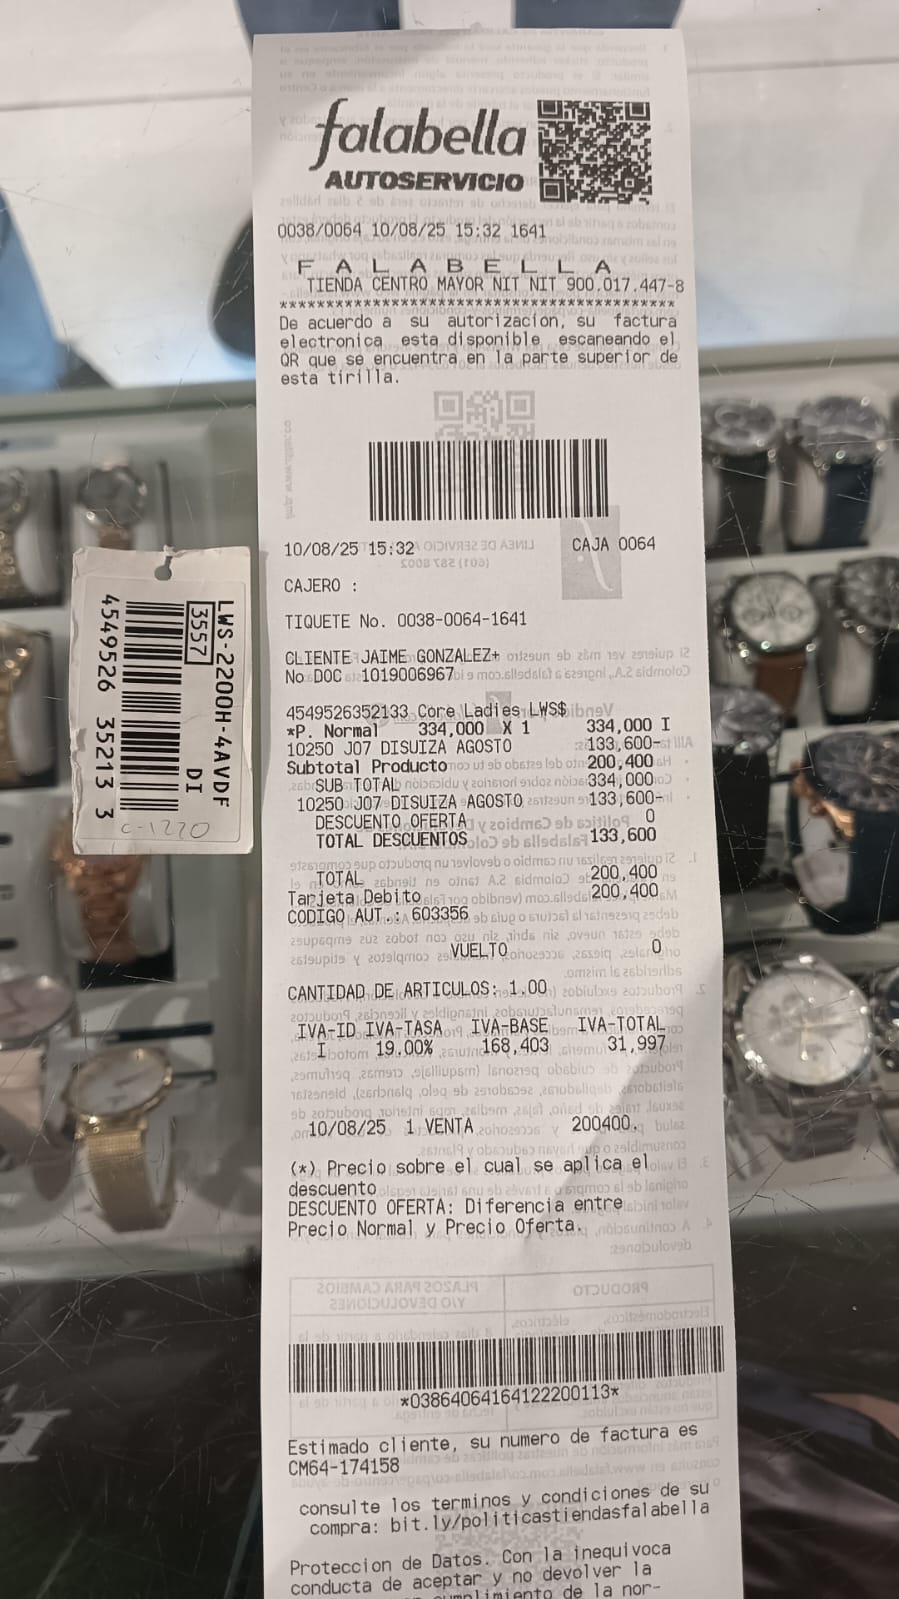 falabella
AUTOSERVICIO
0038/0064 10/08/25 15:32 1641
F A L A B E L L A
TIENDA CENTRO MAYOR NIT NIT 900.017.447-8
******************************************
De acuerdo a su autorizacion, su factura
electronica esta disponible escaneando el
QR que se encuentra en la parte superior de
esta tirilla.
10/08/25 15:32 CAJA 0064
CAJERO :
TIQUETE No. 0038-0064-1641
CLIENTE JAIME GONZALEZ+
No DOC 1019006967
4549526352133 Core Ladies LWS$
*P. Normal 334,000 X 1 334,000 I
10250 J07 DISUIZA AGOSTO 133,600-
Subtotal Producto 200,400
SUB TOTAL 334,000
10250 J07 DISUIZA AGOSTO 133,600-
DESCUENTO OFERTA 0
TOTAL DESCUENTOS 133,600
TOTAL 200,400
Tarjeta Debito 200,400
CODIGO AUT.: 603356
VUELTO 0
CANTIDAD DE ARTICULOS: 1.00
IVA-ID IVA-TASA IVA-BASE IVA-TOTAL
I 19.00% 168,403 31,997
10/08/25 1 VENTA 200400.
(*) Precio sobre el cual se aplica el
descuento
DESCUENTO OFERTA: Diferencia entre
Precio Normal y Precio Oferta.
*03864064164122200113*
Estimado cliente, su numero de factura es
CM64-174158
consulte los terminos y condiciones de su
compra: bit.ly/politicastiendasfalabella
Proteccion de Datos. Con la inequivoca
conducta de aceptar y no devolver la
cumplimiento de la nor-
LWS-2200H-4AVDF
3557 DI
4549526 35213 3
C-1220